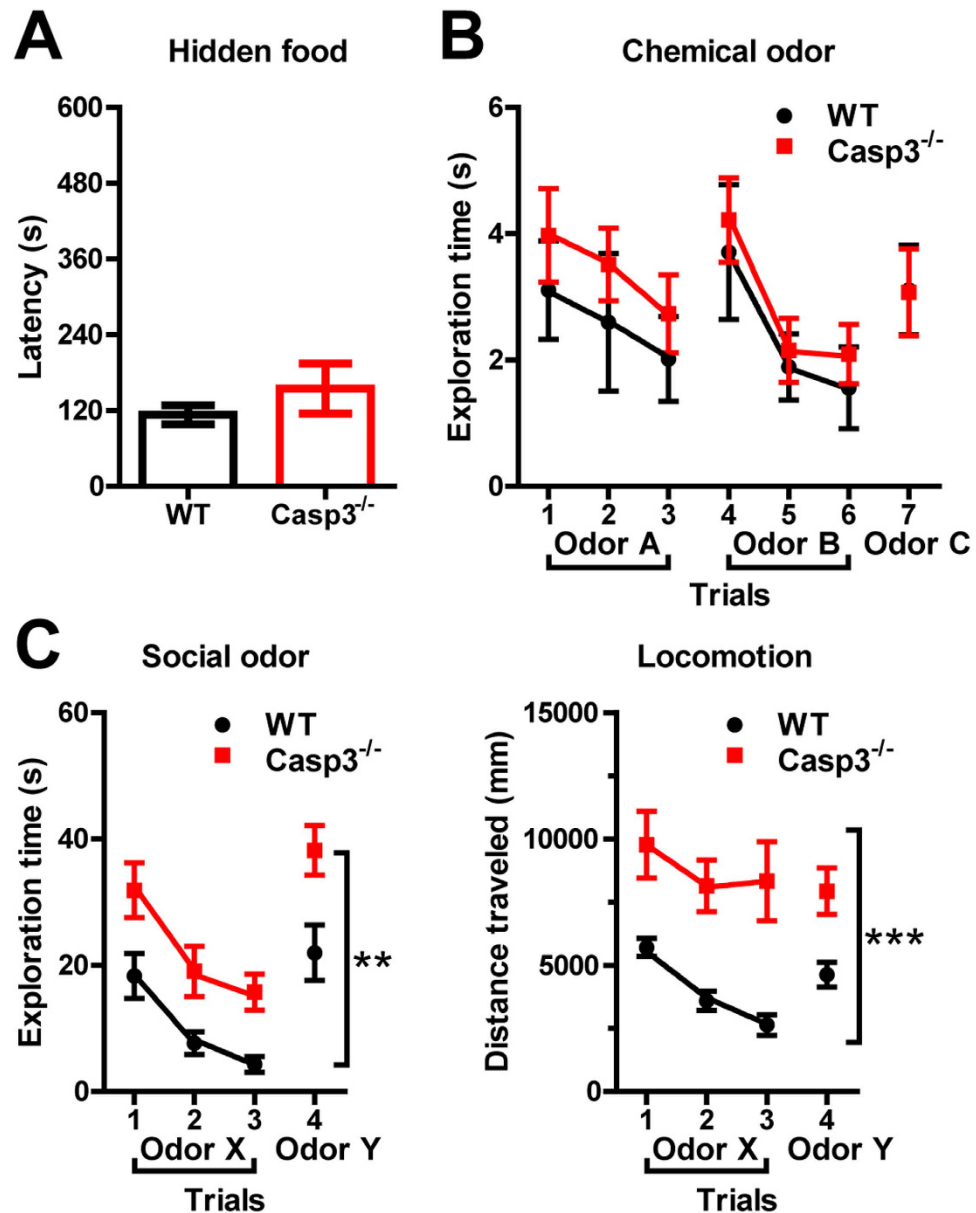 A
Hidden food
Latency (s)
600
480
360
240
120
0
WT
Casp3-/-
B
Chemical odor
WT
Casp3-/-
Exploration time (s)
6
4
2
0
1 2 3 4 5 6 7
Odor A Odor B Odor C
Trials
C
Social odor
WT
Casp3-/-
Exploration time (s)
60
40
20
0
**
1 2 3 4
Odor X Odor Y
Trials
Locomotion
WT
Casp3-/-
Distance traveled (mm)
15000
10000
5000
0
***
1 2 3 4
Odor X Odor Y
Trials